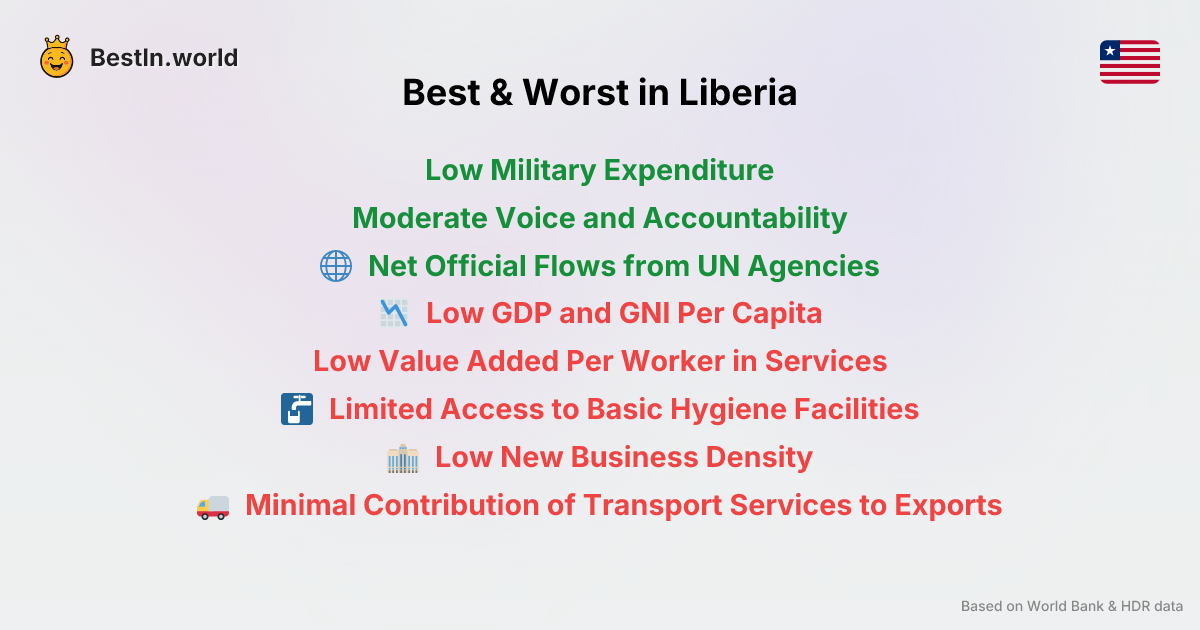 BestIn.world
Best & Worst in Liberia
Low Military Expenditure
Moderate Voice and Accountability
Net Official Flows from UN Agencies
Low GDP and GNI Per Capita
Low Value Added Per Worker in Services
Limited Access to Basic Hygiene Facilities
Low New Business Density
Minimal Contribution of Transport Services to Exports
Based on World Bank & HDR data